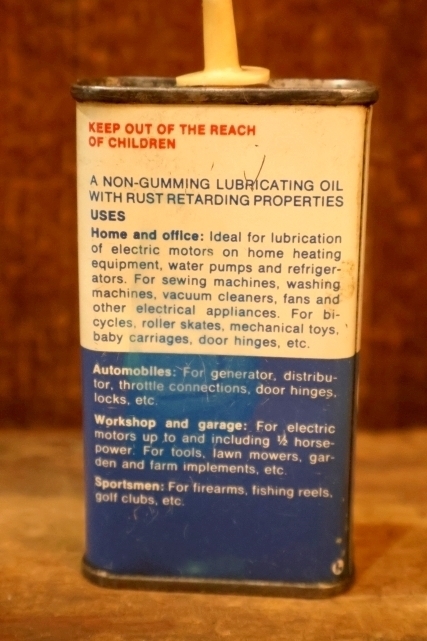 KEEP OUT OF THE REACH
OF CHILDREN
A NON-GUMMING LUBRICATING OIL
WITH RUST RETARDING PROPERTIES
USES
Home and office: Ideal for lubrication
of electric motors on home heating
equipment, water pumps and refriger-
ators. For sewing machines, washing
machines, vacuum cleaners, fans and
other electrical appliances. For bi-
cycles, roller skates, mechanical toys,
baby carriages, door hinges, etc.
Automobiles: For generator, distribu-
tor, throttle connections, door hinges,
locks, etc.
Workshop and garage: For electric
motors up to and including ½ horse-
power. For tools, lawn mowers, gar-
den and farm implements, etc.
Sportsmen: For firearms, fishing reels,
golf clubs, etc.